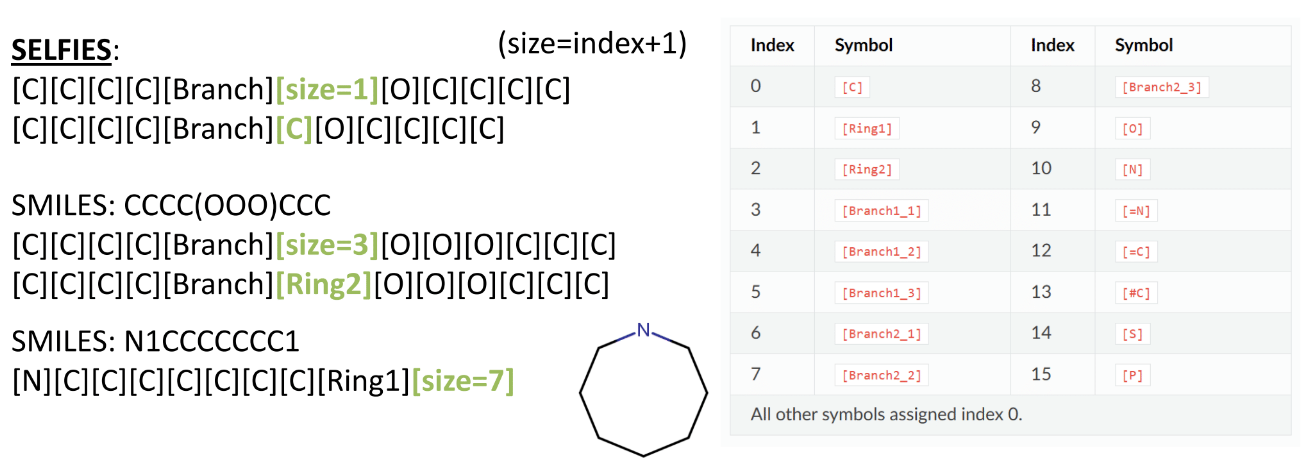 SELFIES: (size=index+1)
[C][C][C][C][Branch][size=1][O][C][C][C][C]
[C][C][C][C][Branch][C][O][C][C][C][C]
SMILES: CCCC(OOO)CCC
[C][C][C][C][Branch][size=3][O][O][O][C][C][C]
[C][C][C][C][Branch][Ring2][O][O][O][C][C][C]
SMILES: N1CCCCCCC1
[N][C][C][C][C][C][C][C][Ring1][size=7]
N
Index Symbol Index Symbol
0 [C] 8 [Branch2_3]
1 [Ring1] 9 [O]
2 [Ring2] 10 [N]
3 [Branch1_1] 11 [=N]
4 [Branch1_2] 12 [=C]
5 [Branch1_3] 13 [#C]
6 [Branch2_1] 14 [S]
7 [Branch2_2] 15 [P]
All other symbols assigned index 0.